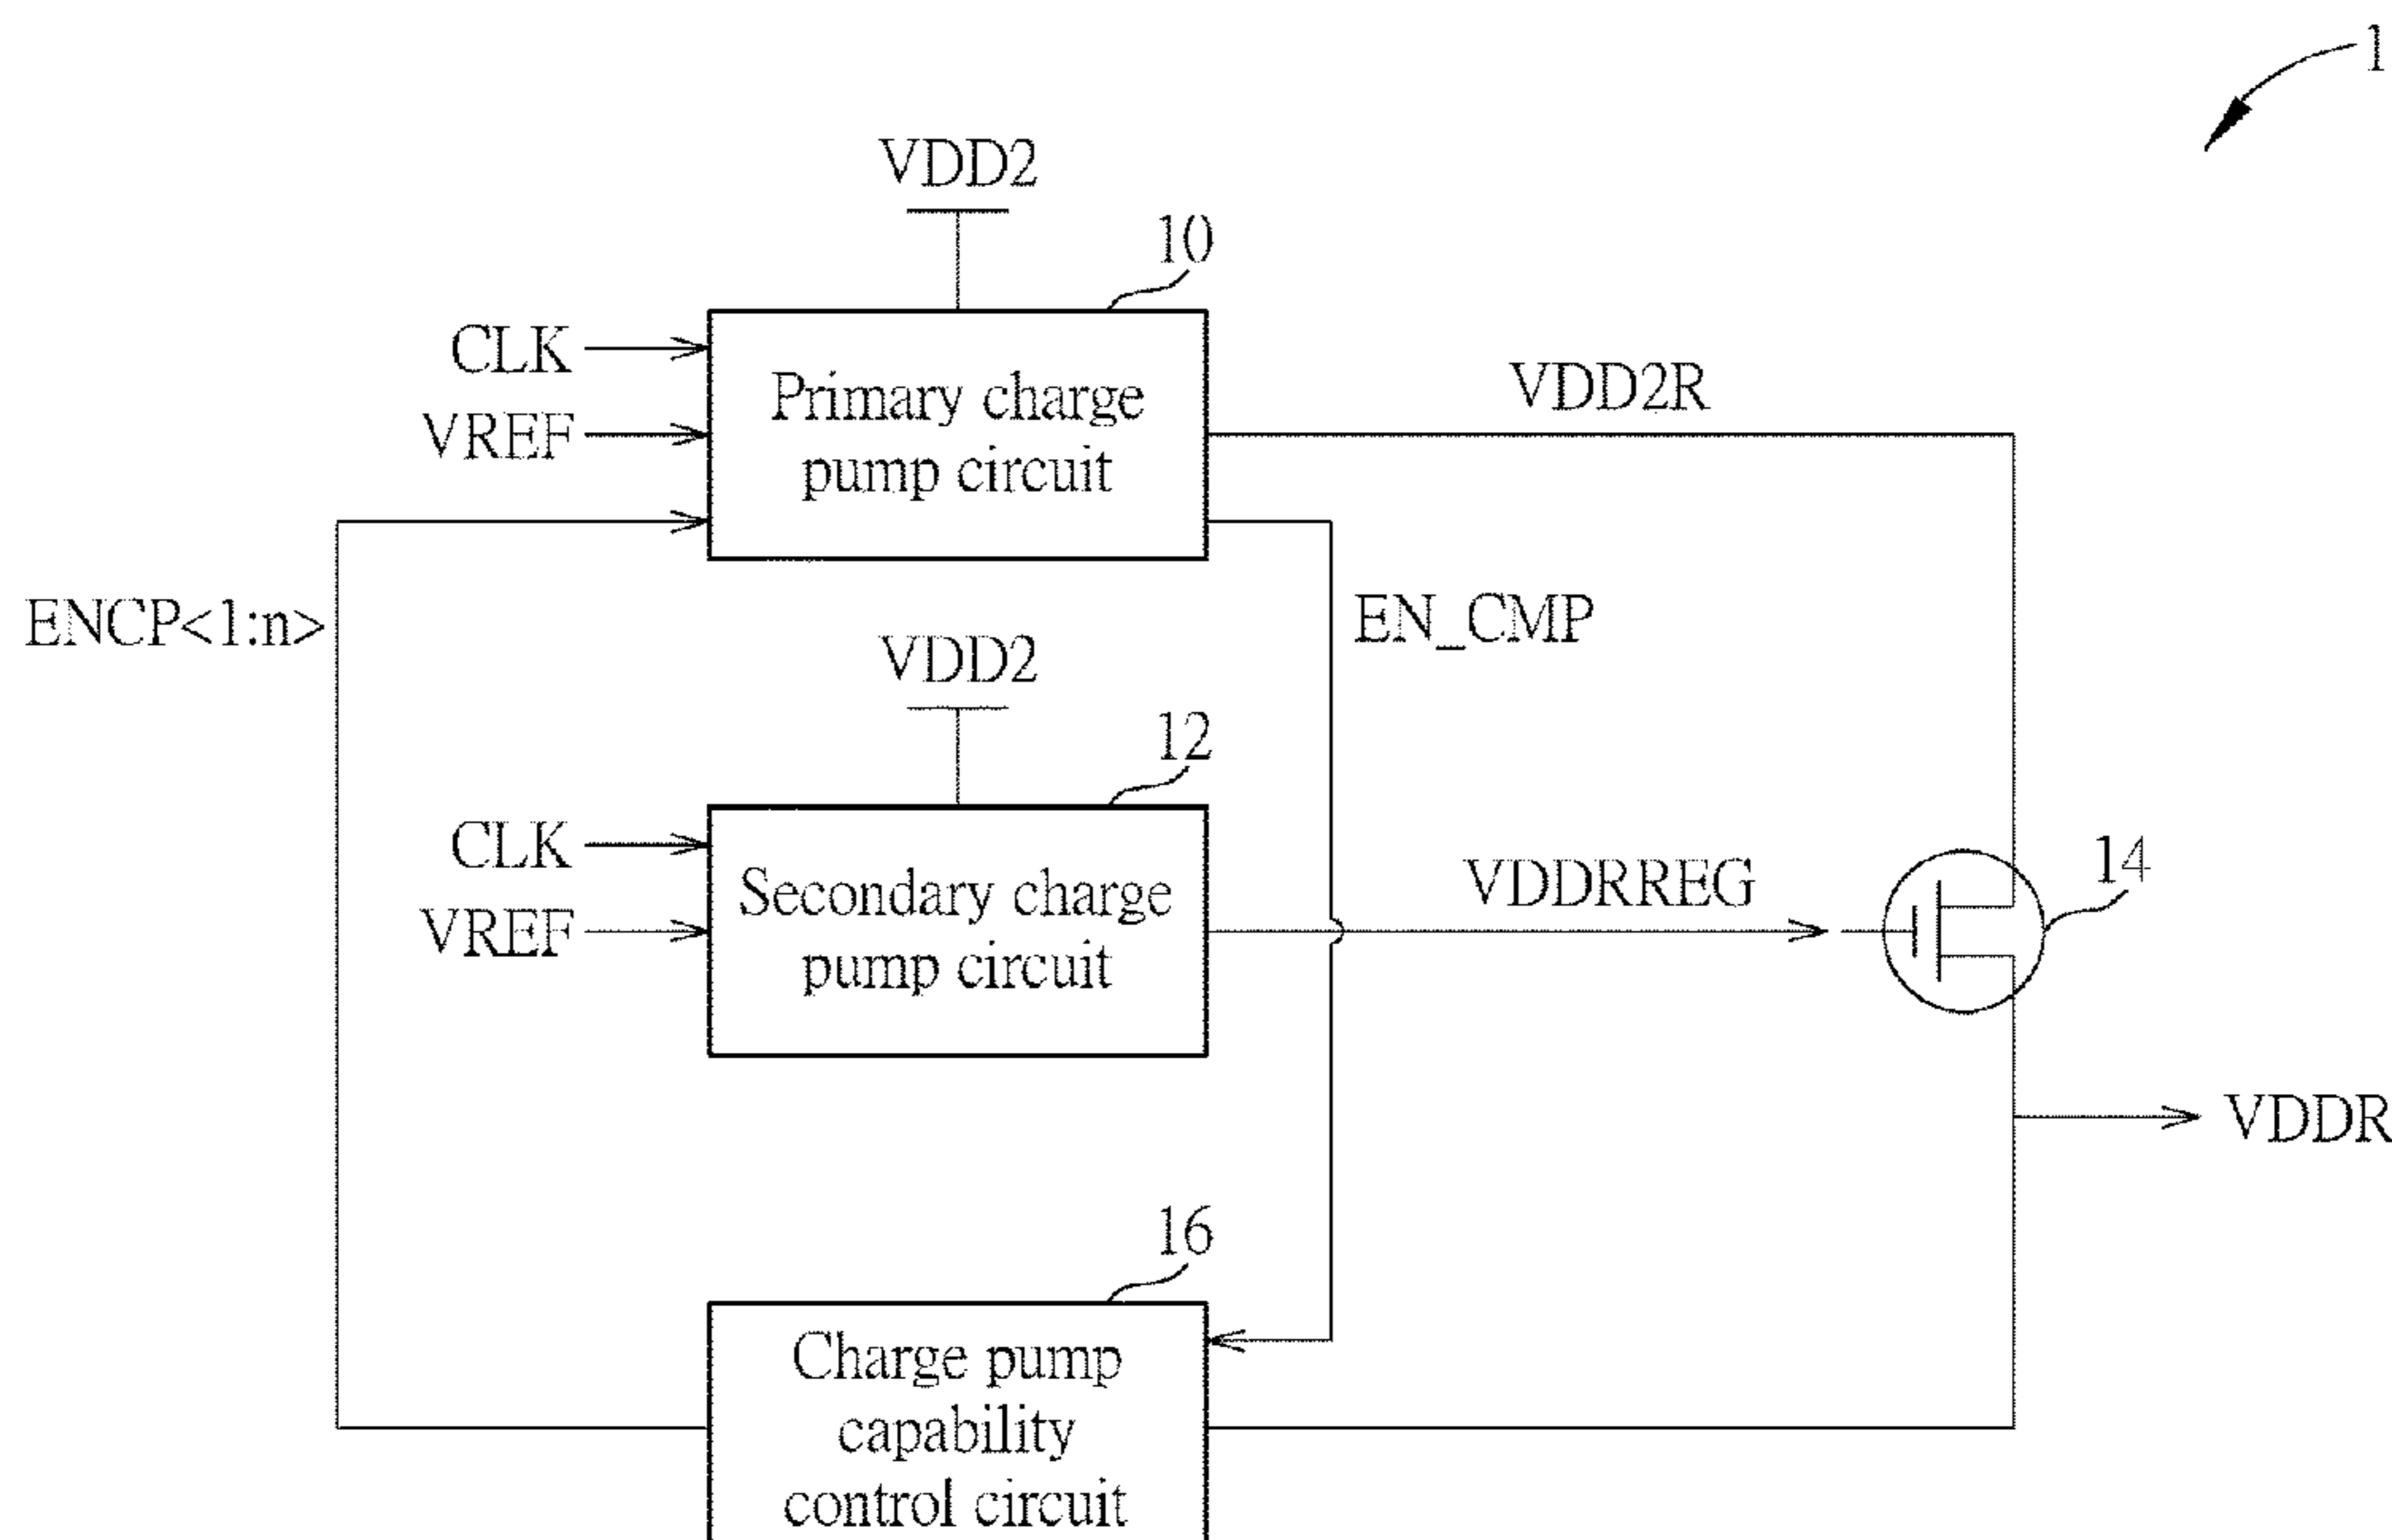 1
VDD2
10
CLK
VREF
Primary charge
pump circuit
VDD2R
ENCP<1:n>
EN_CMP
VDD2
12
CLK
VREF
Secondary charge
pump circuit
VDDRREG
14
VDDR
16
Charge pump
capability
control circuit